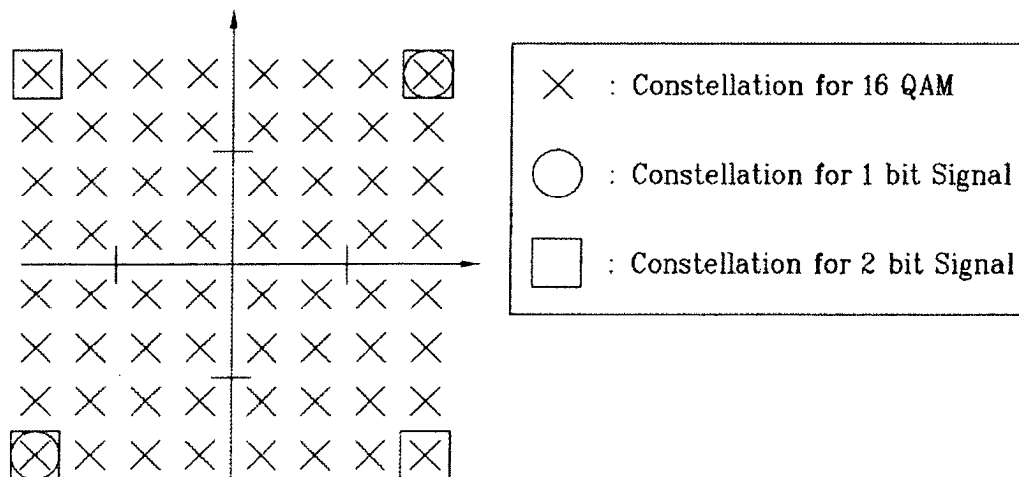 : Constellation for 16 QAM
: Constellation for 1 bit Signal
: Constellation for 2 bit Signal